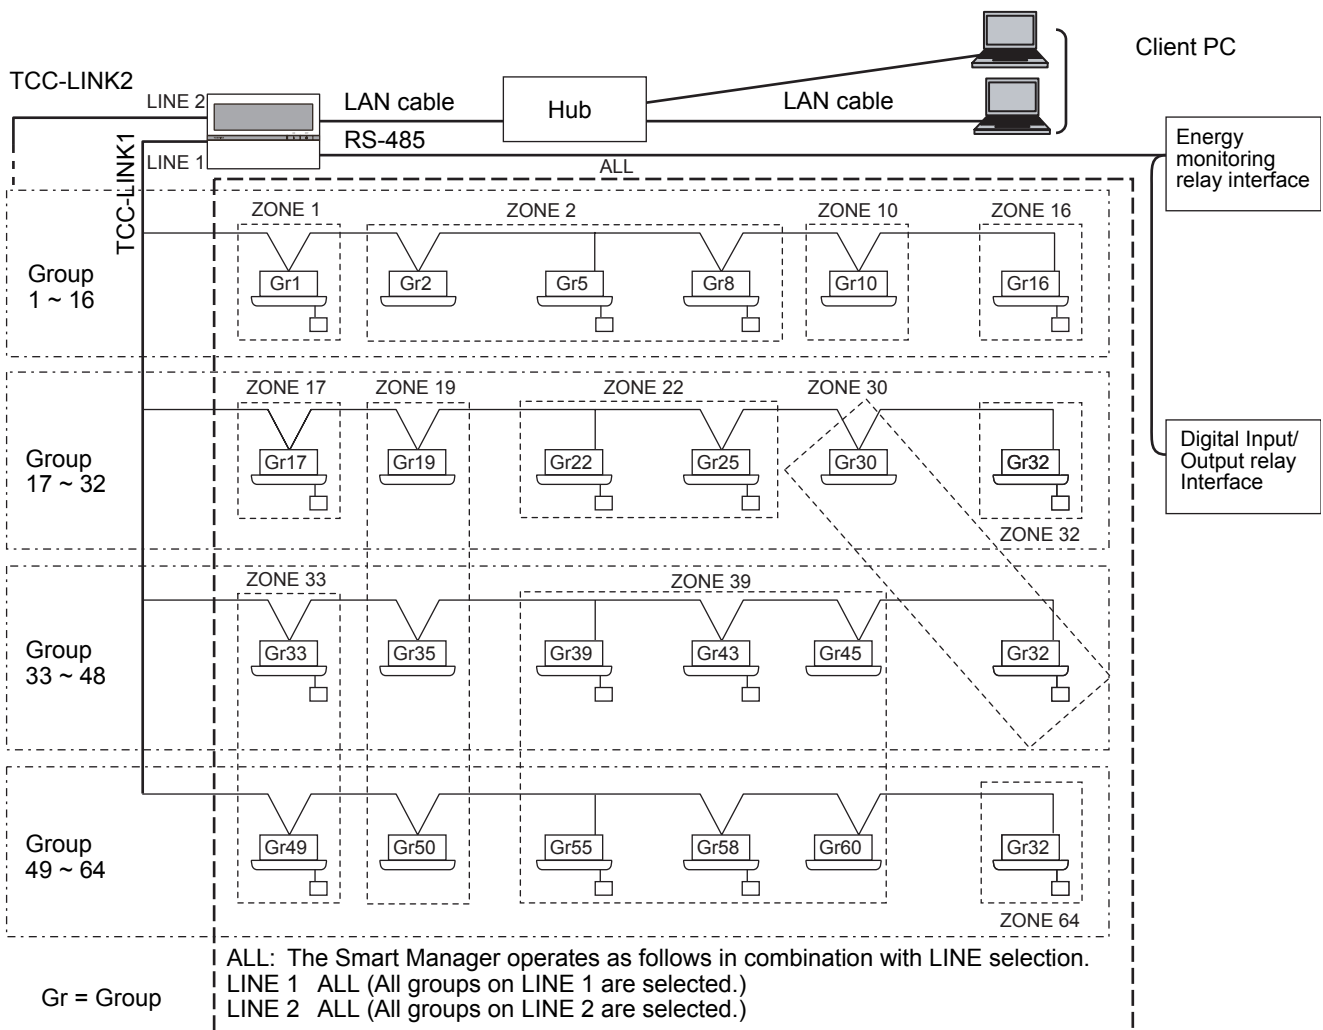 Client PC
TCC-LINK2
LINE 2
LAN cable
Hub
LAN cable
RS-485
TCC-LINK1
LINE 1
ALL
Energy
monitoring
relay interface
ZONE 1
ZONE 2
ZONE 10
ZONE 16
Group
1 ~ 16
Gr1
Gr2
Gr5
Gr8
Gr10
Gr16
ZONE 17
ZONE 19
ZONE 22
ZONE 30
Group
17 ~ 32
Gr17
Gr19
Gr22
Gr25
Gr30
Gr32
ZONE 32
Digital Input/
Output relay
Interface
ZONE 33
ZONE 39
Group
33 ~ 48
Gr33
Gr35
Gr39
Gr43
Gr45
Gr32
Group
49 ~ 64
Gr49
Gr50
Gr55
Gr58
Gr60
Gr32
ZONE 64
ALL: The Smart Manager operates as follows in combination with LINE selection.
LINE 1 ALL (All groups on LINE 1 are selected.)
LINE 2 ALL (All groups on LINE 2 are selected.)
Gr = Group